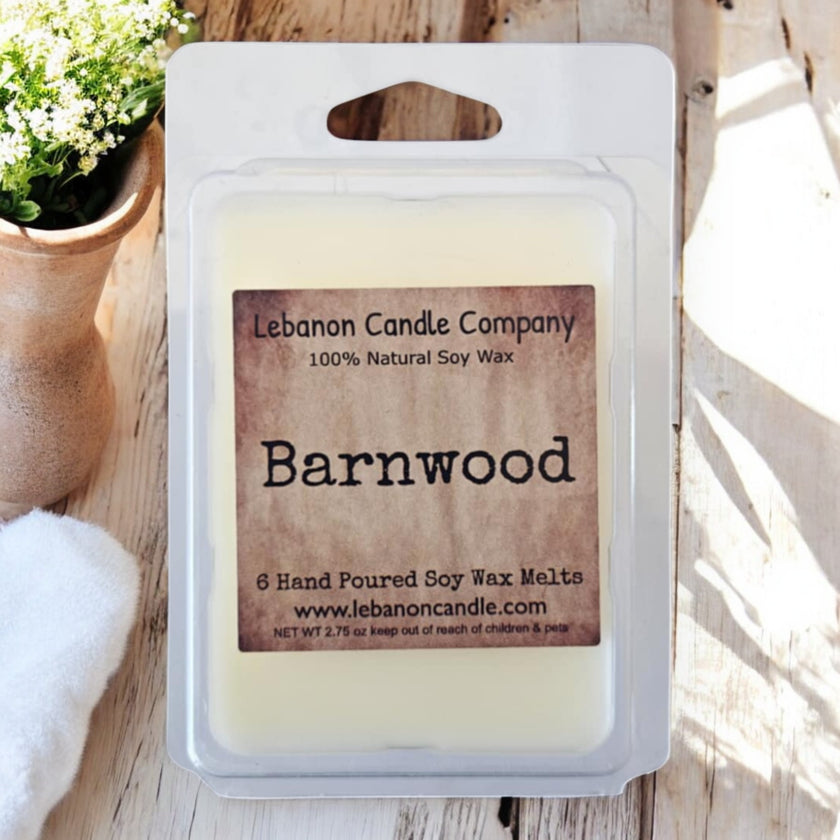 Lebanon Candle Company
100% Natural Soy Wax
Barnwood
6 Hand Poured Soy Wax Melts
www.lebanoncandle.com
NET WT 2.75 oz keep out of reach of children & pets